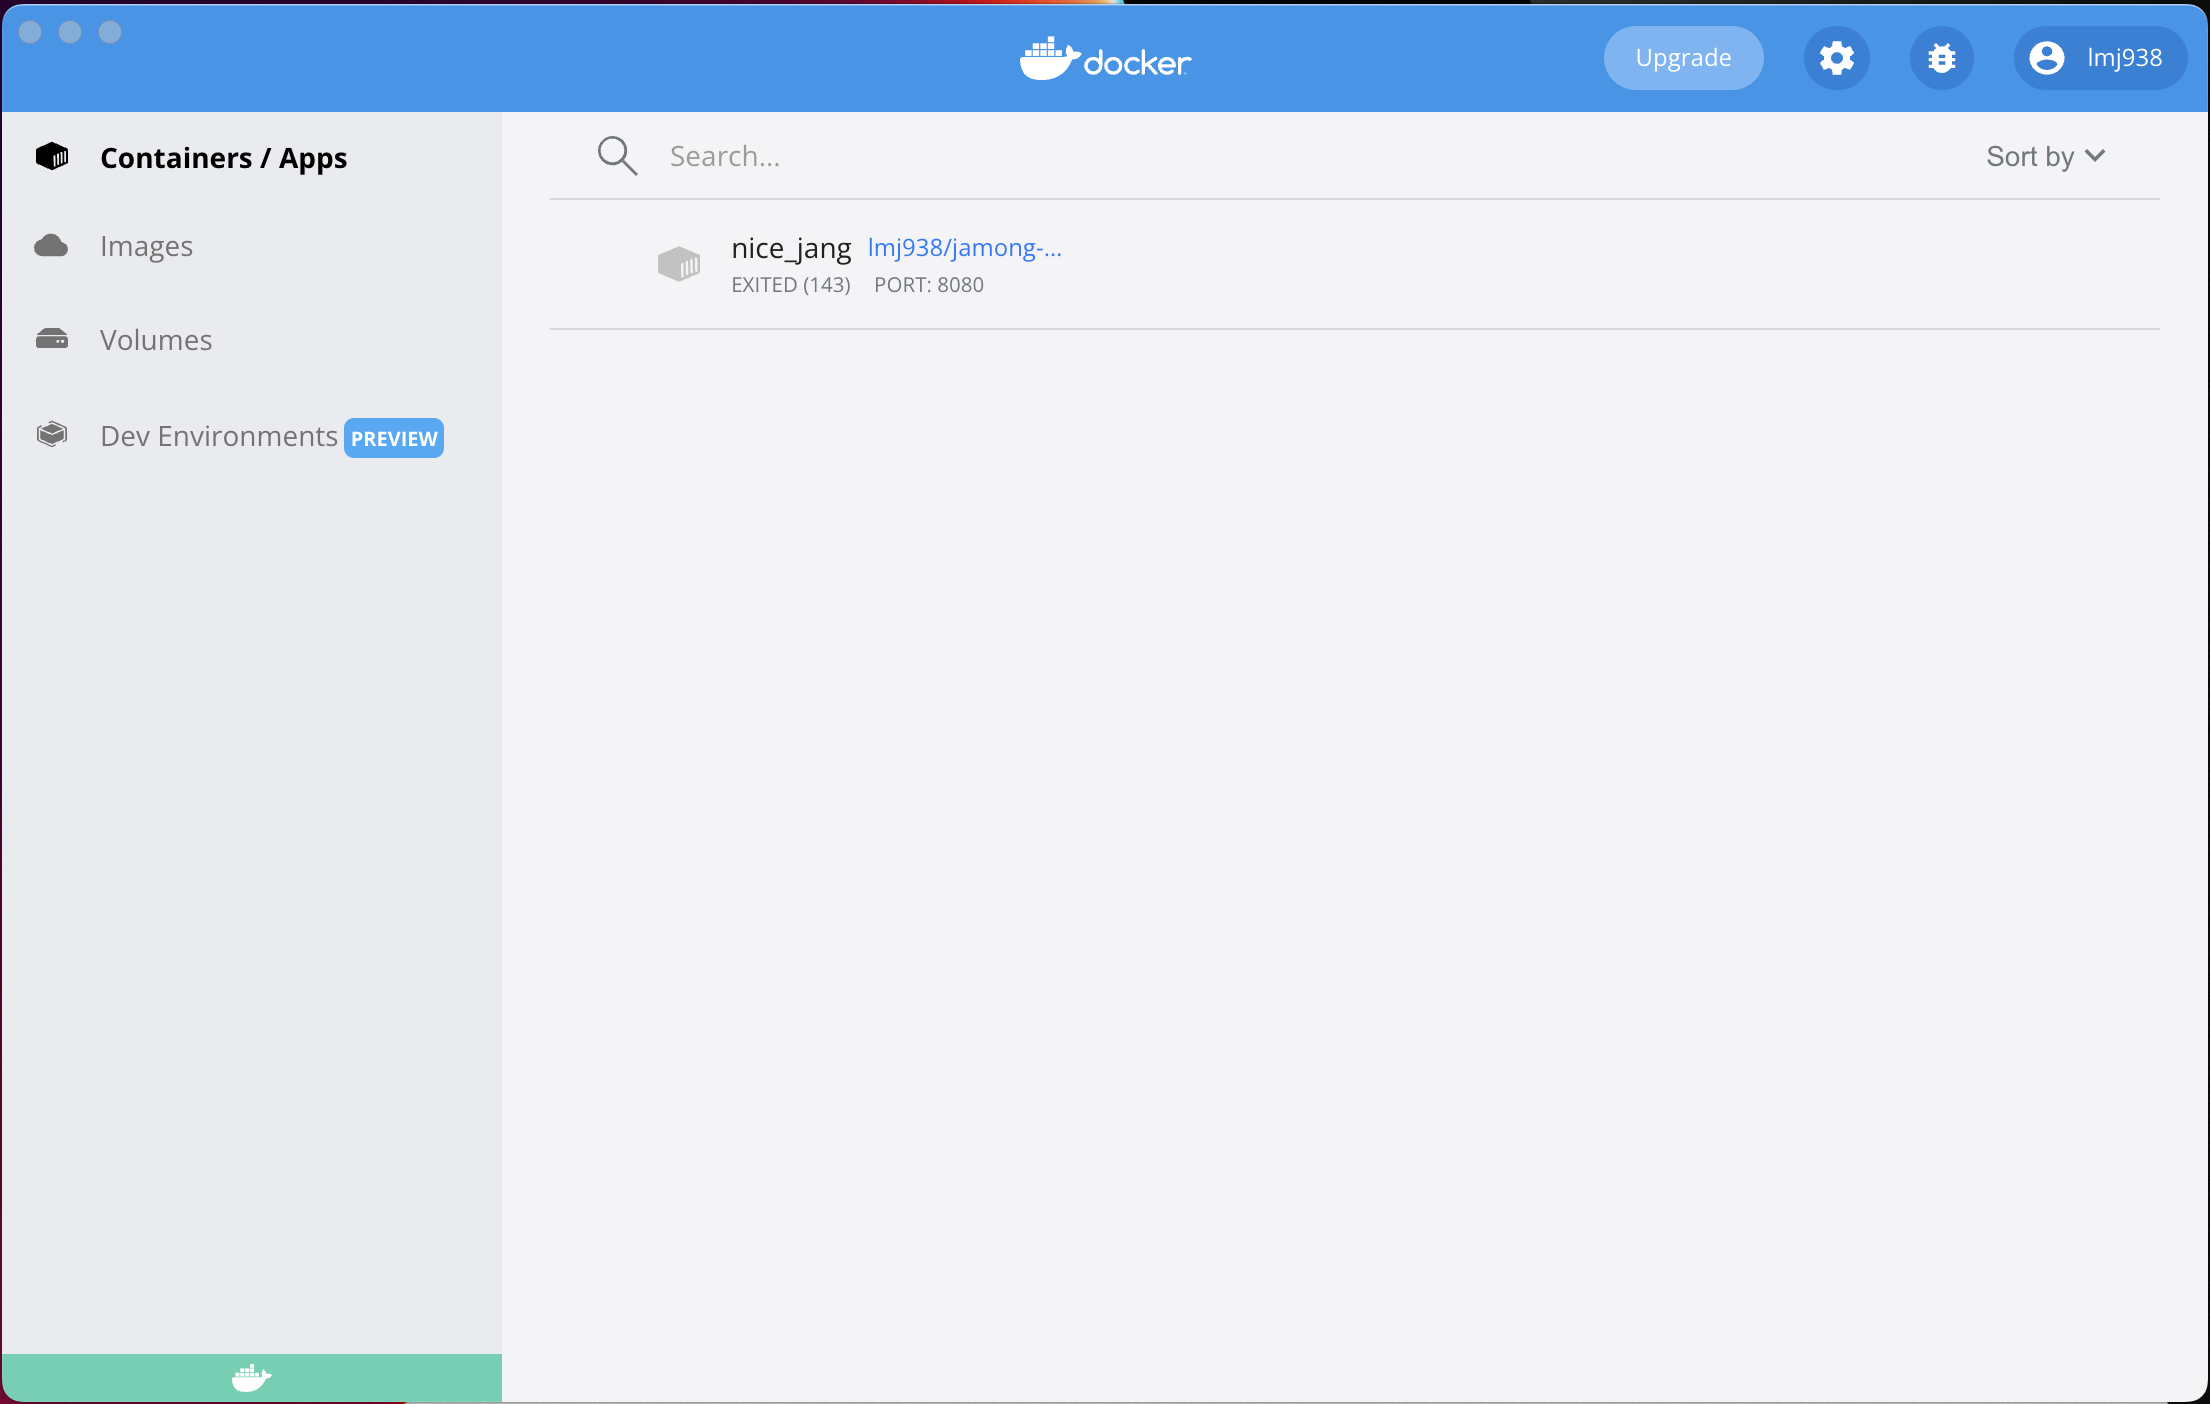 docker
Upgrade
lmj938
Containers / Apps
Images
Volumes
Dev Environments PREVIEW
Search...
Sort by
nice_jang lmj938/jamong-...
EXITED (143) PORT: 8080